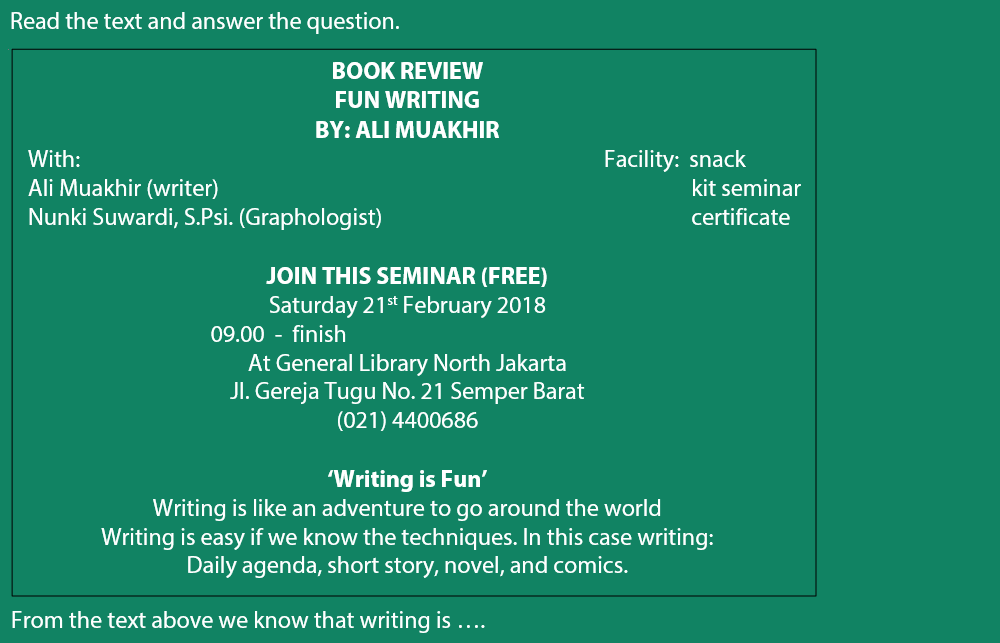 Read the text and answer the question.
BOOK REVIEW
FUN WRITING
BY: ALI MUAKHIR
With:
Ali Muakhir (writer)
Nunki Suwardi, S.Psi. (Graphologist)
Facility: snack
kit seminar
certificate
JOIN THIS SEMINAR (FREE)
Saturday 21st February 2018
09.00 - finish
At General Library North Jakarta
Jl. Gereja Tugu No. 21 Semper Barat
(021) 4400686
‘Writing is Fun’
Writing is like an adventure to go around the world
Writing is easy if we know the techniques. In this case writing:
Daily agenda, short story, novel, and comics.
From the text above we know that writing is ….